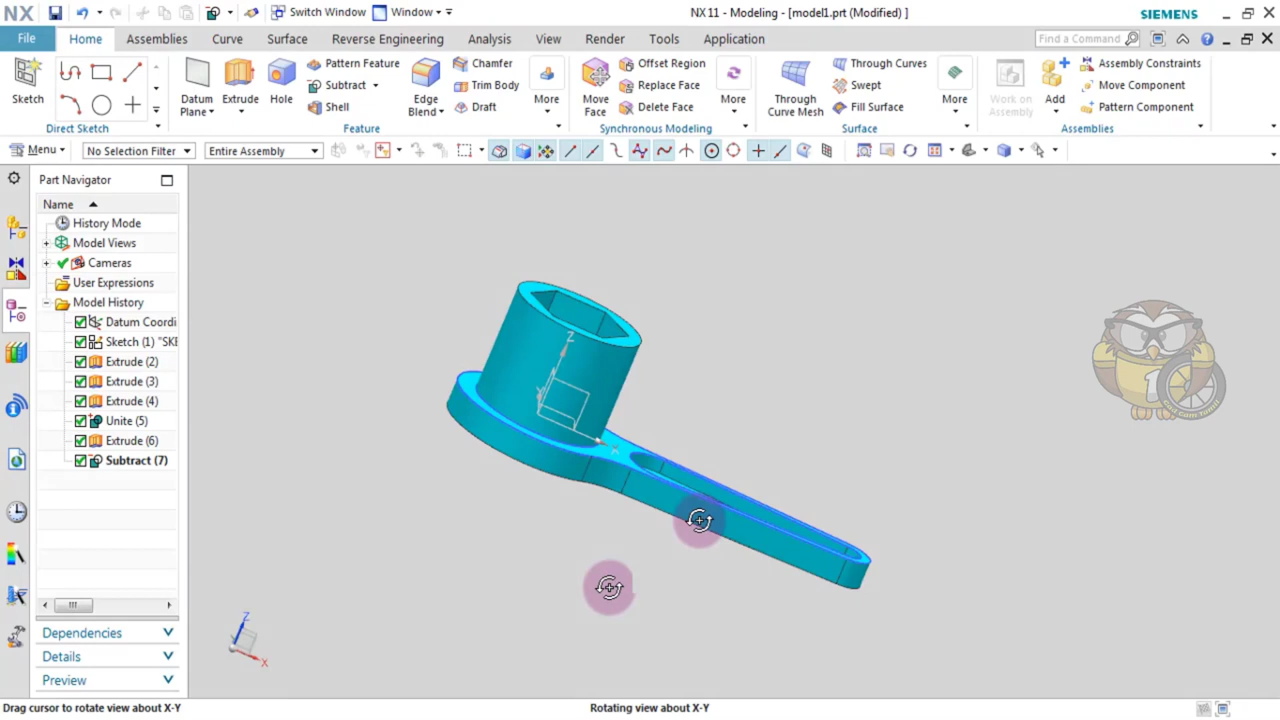 NX
Switch Window
Window
NX 11 - Modeling - [model1.prt (Modified) ]
SIEMENS
File
Home
Assemblies
Curve
Surface
Reverse Engineering
Analysis
View
Render
Tools
Application
Find a Command
Sketch
Direct Sketch
Datum Plane
Extrude
Hole
Pattern Feature
Subtract
Shell
Edge Blend
Chamfer
Trim Body
Draft
More
Feature
Move Face
Offset Region
Replace Face
Delete Face
More
Synchronous Modeling
Through Curve Mesh
Through Curves
Swept
Fill Surface
More
Surface
Work on Assembly
Add
Assembly Constraints
Move Component
Pattern Component
Assemblies
Menu
No Selection Filter
Entire Assembly
Part Navigator
Name
History Mode
Model Views
Cameras
User Expressions
Model History
Datum Coordi
Sketch (1) "SKE
Extrude (2)
Extrude (3)
Extrude (4)
Unite (5)
Extrude (6)
Subtract (7)
Dependencies
Details
Preview
Z
X
Z
X
Drag cursor to rotate view about X-Y
Rotating view about X-Y